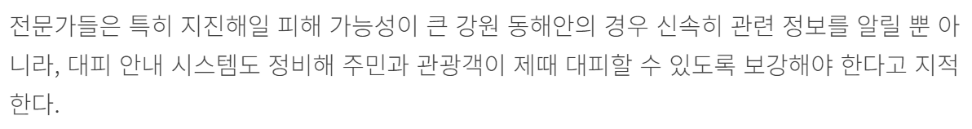 전문가들은 특히 지진해일 피해 가능성이 큰 강원 동해안의 경우 신속히 관련 정보를 알릴 뿐 아
니라, 대피 안내 시스템도 정비해 주민과 관광객이 제때 대피할 수 있도록 보강해야 한다고 지적
한다.